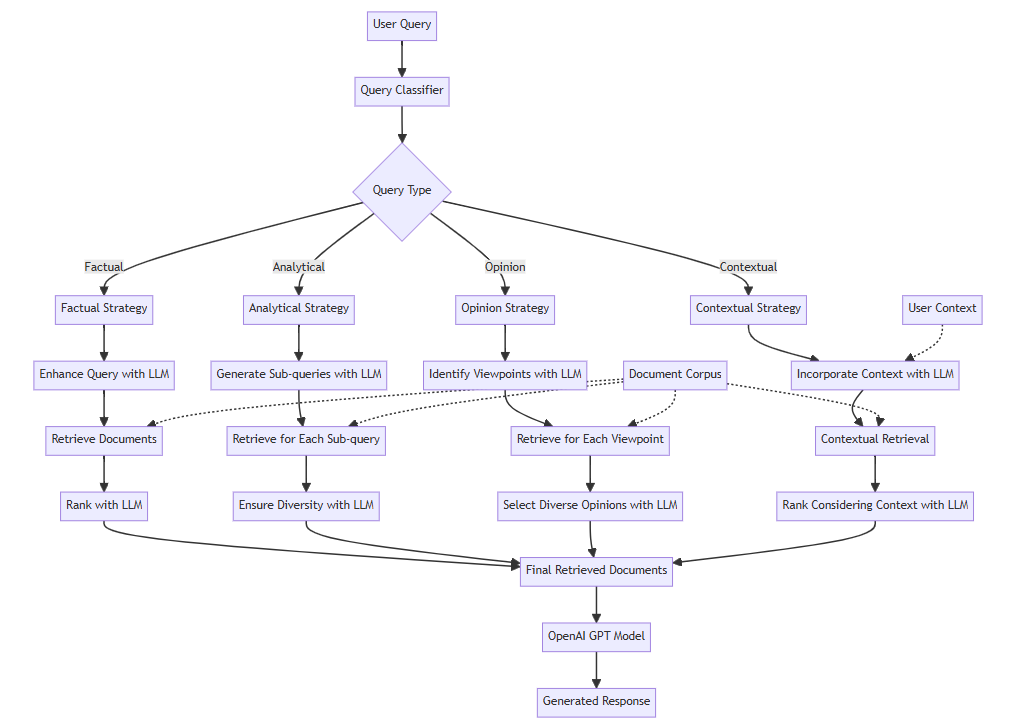 User Query
Query Classifier
Query Type
Factual
Analytical
Opinion
Contextual
Factual Strategy
Analytical Strategy
Opinion Strategy
Contextual Strategy
User Context
Enhance Query with LLM
Generate Sub-queries with LLM
Identify Viewpoints with LLM
Document Corpus
Incorporate Context with LLM
Retrieve Documents
Retrieve for Each Sub-query
Retrieve for Each Viewpoint
Contextual Retrieval
Rank with LLM
Ensure Diversity with LLM
Select Diverse Opinions with LLM
Rank Considering Context with LLM
Final Retrieved Documents
OpenAI GPT Model
Generated Response